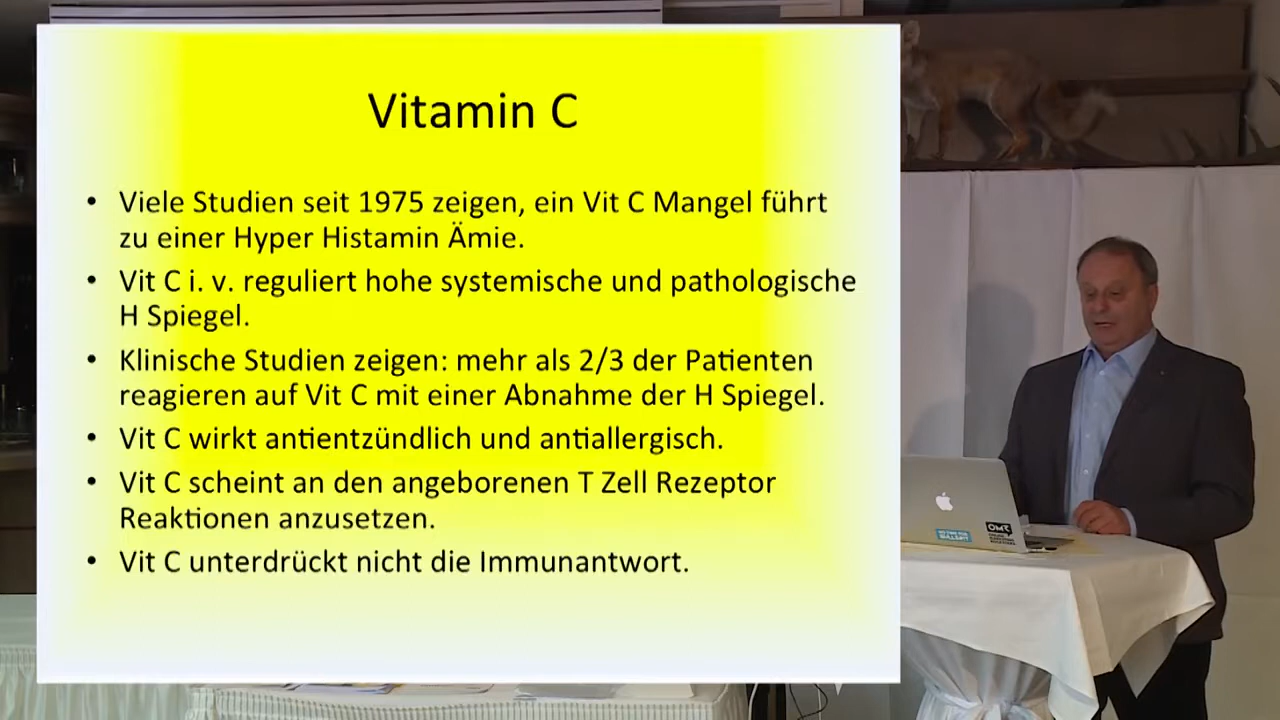 Vitamin C
• Viele Studien seit 1975 zeigen, ein Vit C Mangel führt
zu einer Hyper Histamin Ämie.
• Vit C i. v. reguliert hohe systemische und pathologische
H Spiegel.
• Klinische Studien zeigen: mehr als 2/3 der Patienten
reagieren auf Vit C mit einer Abnahme der H Spiegel.
• Vit C wirkt antientzündlich und antiallergisch.
• Vit C scheint an den angeborenen T Zell Rezeptor
Reaktionen anzusetzen.
• Vit C unterdrückt nicht die Immunantwort.
OMR